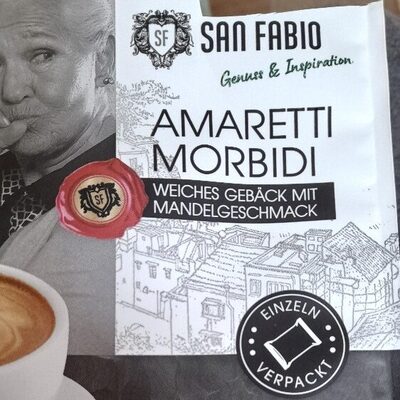 SF
SAN FABIO
Genuss & Inspiration
AMARETTI
MORBIDI
WEICHES GEBÄCK MIT
MANDELGESCHMACK
SF
EINZELN
VERPACKT